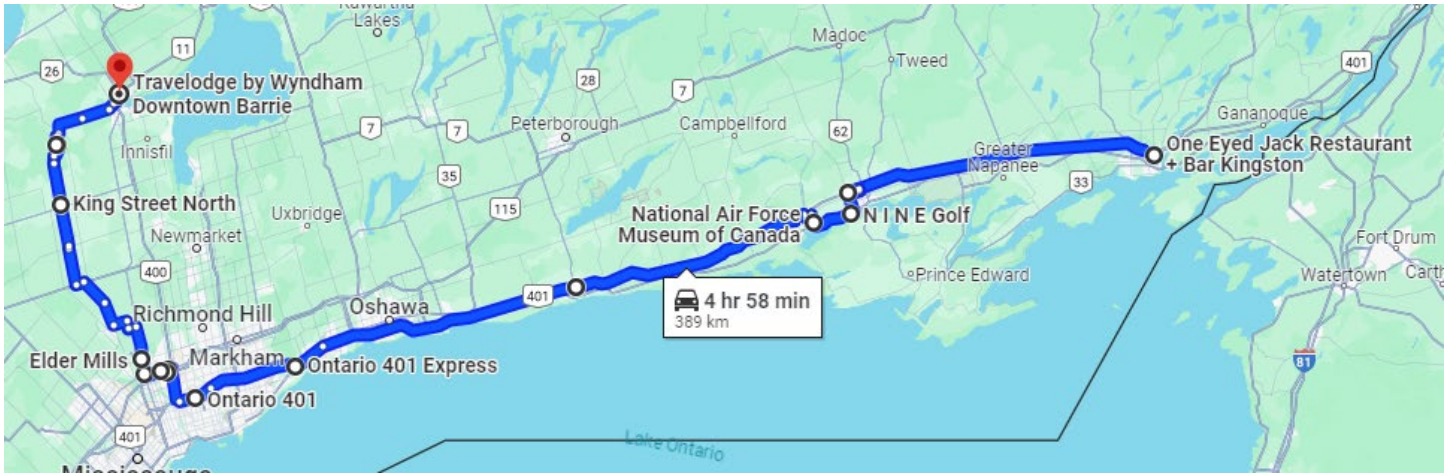 Kawartha
Lakes
11
26
Travelodge by Wyndham
Downtown Barrie
Innisfil
King Street North
Newmarket
Uxbridge
400
Richmond Hill
Elder Mills
Markham
Ontario 401 Express
Ontario 401
401
Mississauga
7
7
35
115
Oshawa
401
Peterborough
28
7
Campbellford
Madoc
Tweed
62
National Air Force
Museum of Canada
N I N E Golf
Prince Edward
4 hr 58 min
389 km
Greater
Napanee
33
One Eyed Jack Restaurant
+ Bar Kingston
Gananoque
401
Fort Drum
Watertown
Carth
81
Lake Ontario